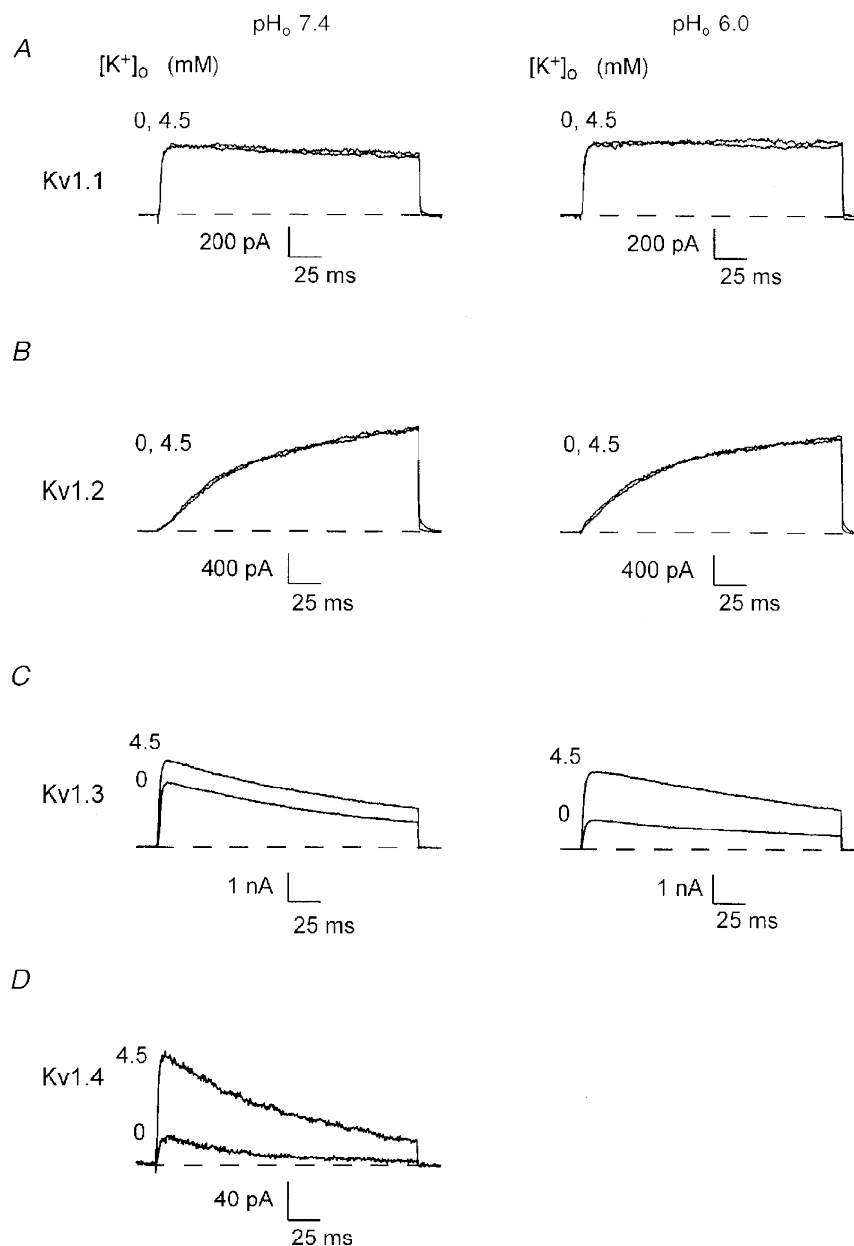 pHₒ 7.4
pHₒ 6.0
A
[K⁺]ₒ (mM)
[K⁺]ₒ (mM)
0, 4.5
0, 4.5
Kv1.1
200 pA
25 ms
200 pA
25 ms
B
0, 4.5
0, 4.5
Kv1.2
400 pA
25 ms
400 pA
25 ms
C
4.5
4.5
0
0
Kv1.3
1 nA
25 ms
1 nA
25 ms
D
4.5
Kv1.4
0
40 pA
25 ms